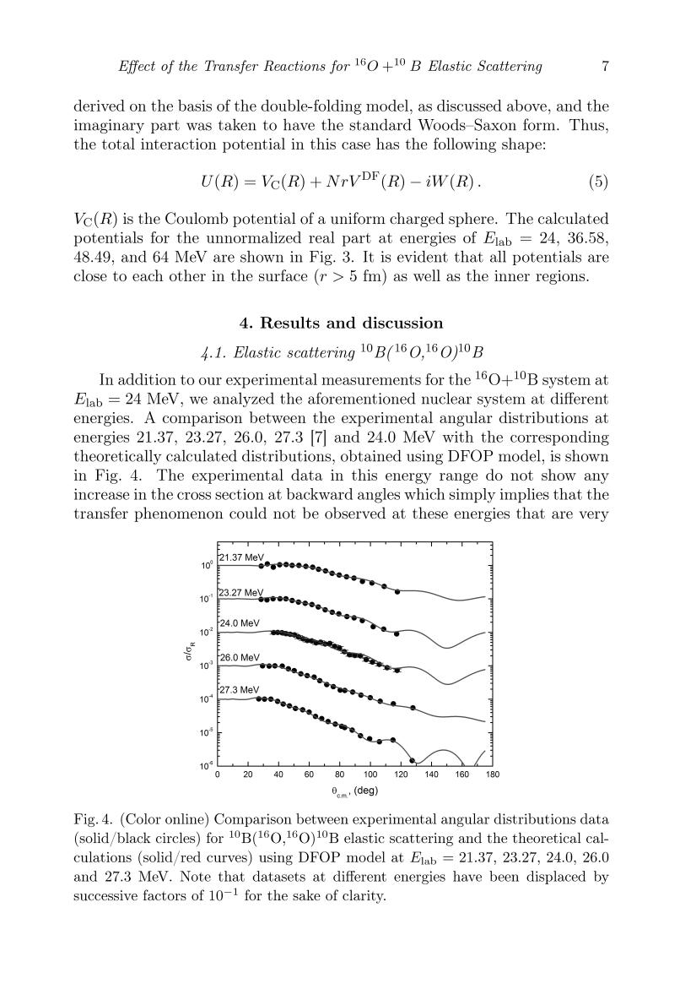 Effect of the Transfer Reactions for ¹⁶O +¹⁰ B Elastic Scattering 7
derived on the basis of the double-folding model, as discussed above, and the
imaginary part was taken to have the standard Woods–Saxon form. Thus,
the total interaction potential in this case has the following shape:
U(R) = V_C(R) + NrV^DF(R) − iW(R) . (5)
V_C(R) is the Coulomb potential of a uniform charged sphere. The calculated
potentials for the unnormalized real part at energies of E_lab = 24, 36.58,
48.49, and 64 MeV are shown in Fig. 3. It is evident that all potentials are
close to each other in the surface (r > 5 fm) as well as the inner regions.
4. Results and discussion
4.1. Elastic scattering ¹⁰B(¹⁶O,¹⁶O)¹⁰B
In addition to our experimental measurements for the ¹⁶O+¹⁰B system at
E_lab = 24 MeV, we analyzed the aforementioned nuclear system at different
energies. A comparison between the experimental angular distributions at
energies 21.37, 23.27, 26.0, 27.3 [7] and 24.0 MeV with the corresponding
theoretically calculated distributions, obtained using DFOP model, is shown
in Fig. 4. The experimental data in this energy range do not show any
increase in the cross section at backward angles which simply implies that the
transfer phenomenon could not be observed at these energies that are very
21.37 MeV
10⁰
23.27 MeV
10⁻¹
24.0 MeV
10⁻²
σ/σ_R
26.0 MeV
10⁻³
27.3 MeV
10⁻⁴
10⁻⁵
10⁻⁶
0 20 40 60 80 100 120 140 160 180
θ_c.m., (deg)
Fig. 4. (Color online) Comparison between experimental angular distributions data
(solid/black circles) for ¹⁰B(¹⁶O,¹⁶O)¹⁰B elastic scattering and the theoretical cal-
culations (solid/red curves) using DFOP model at E_lab = 21.37, 23.27, 24.0, 26.0
and 27.3 MeV. Note that datasets at different energies have been displaced by
successive factors of 10⁻¹ for the sake of clarity.